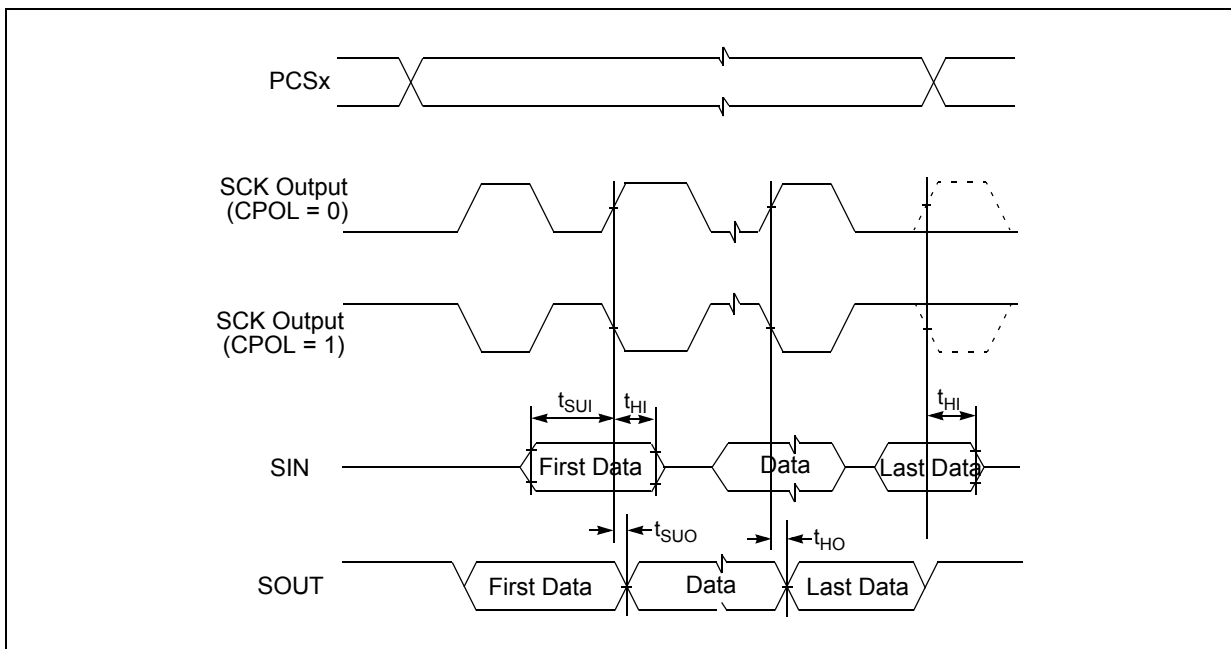 PCSx
SCK Output
(CPOL = 0)
SCK Output
(CPOL = 1)
tSUI
tHI
tHI
SIN
First Data
Data
Last Data
tSUO
tHO
SOUT
First Data
Data
Last Data